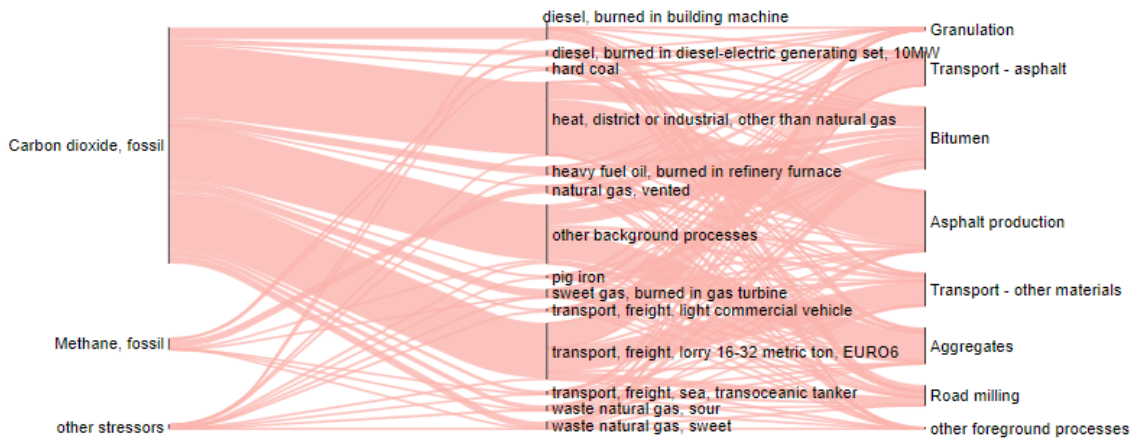 Carbon dioxide, fossil
Methane, fossil
other stressors
diesel, burned in building machine
diesel, burned in diesel-electric generating set, 10MW
hard coal
heat, district or industrial, other than natural gas
heavy fuel oil, burned in refinery furnace
natural gas, vented
other background processes
pig iron
sweet gas, burned in gas turbine
transport, freight, light commercial vehicle
transport, freight, lorry 16-32 metric ton, EURO6
transport, freight, sea, transoceanic tanker
waste natural gas, sour
waste natural gas, sweet
Granulation
Transport - asphalt
Bitumen
Asphalt production
Transport - other materials
Aggregates
Road milling
other foreground processes